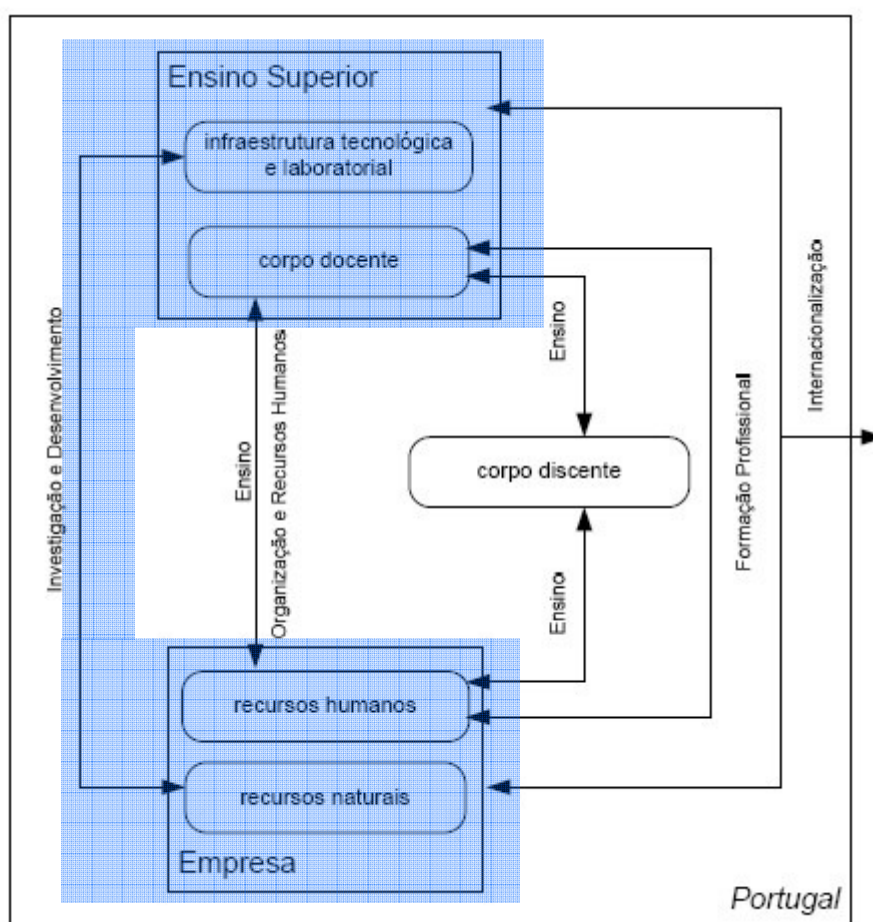 Ensino Superior
infraestrutura tecnológica
e laboratorial
corpo docente
Investigação e Desenvolvimento
Ensino
Organização e Recursos Humanos
Ensino
corpo discente
Ensino
Formação Profissional
Internacionalização
recursos humanos
recursos naturais
Empresa
Portugal